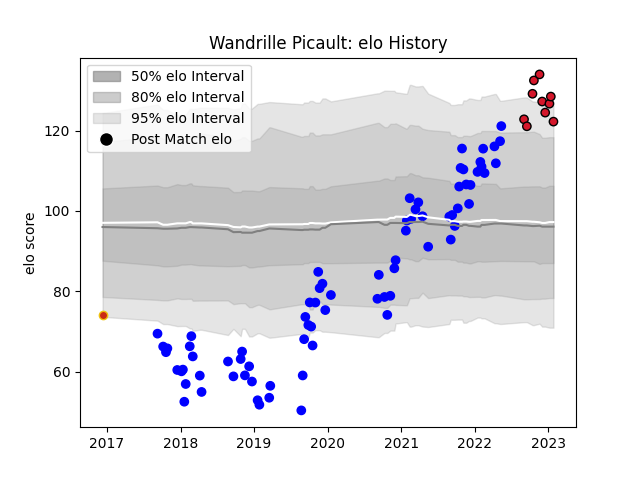 Wandrille Picault: elo History
50% elo Interval
80% elo Interval
95% elo Interval
Post Match elo
elo score
120
100
80
60
2017 2018 2019 2020 2021 2022 2023